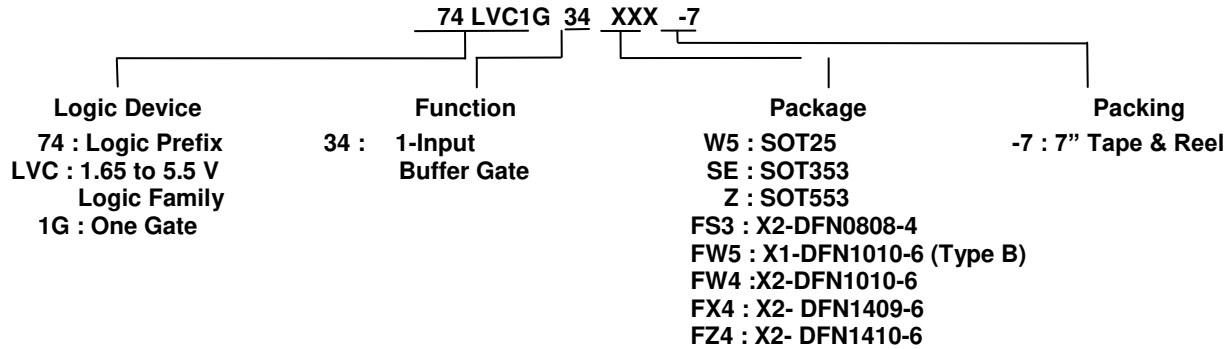 74 LVC1G 34 XXX -7
Logic Device
74 : Logic Prefix
LVC : 1.65 to 5.5 V
Logic Family
1G : One Gate
Function
34 : 1-Input
Buffer Gate
Package
W5 : SOT25
SE : SOT353
Z : SOT553
FS3 : X2-DFN0808-4
FW5 : X1-DFN1010-6 (Type B)
FW4 :X2-DFN1010-6
FX4 : X2- DFN1409-6
FZ4 : X2- DFN1410-6
Packing
-7 : 7” Tape & Reel